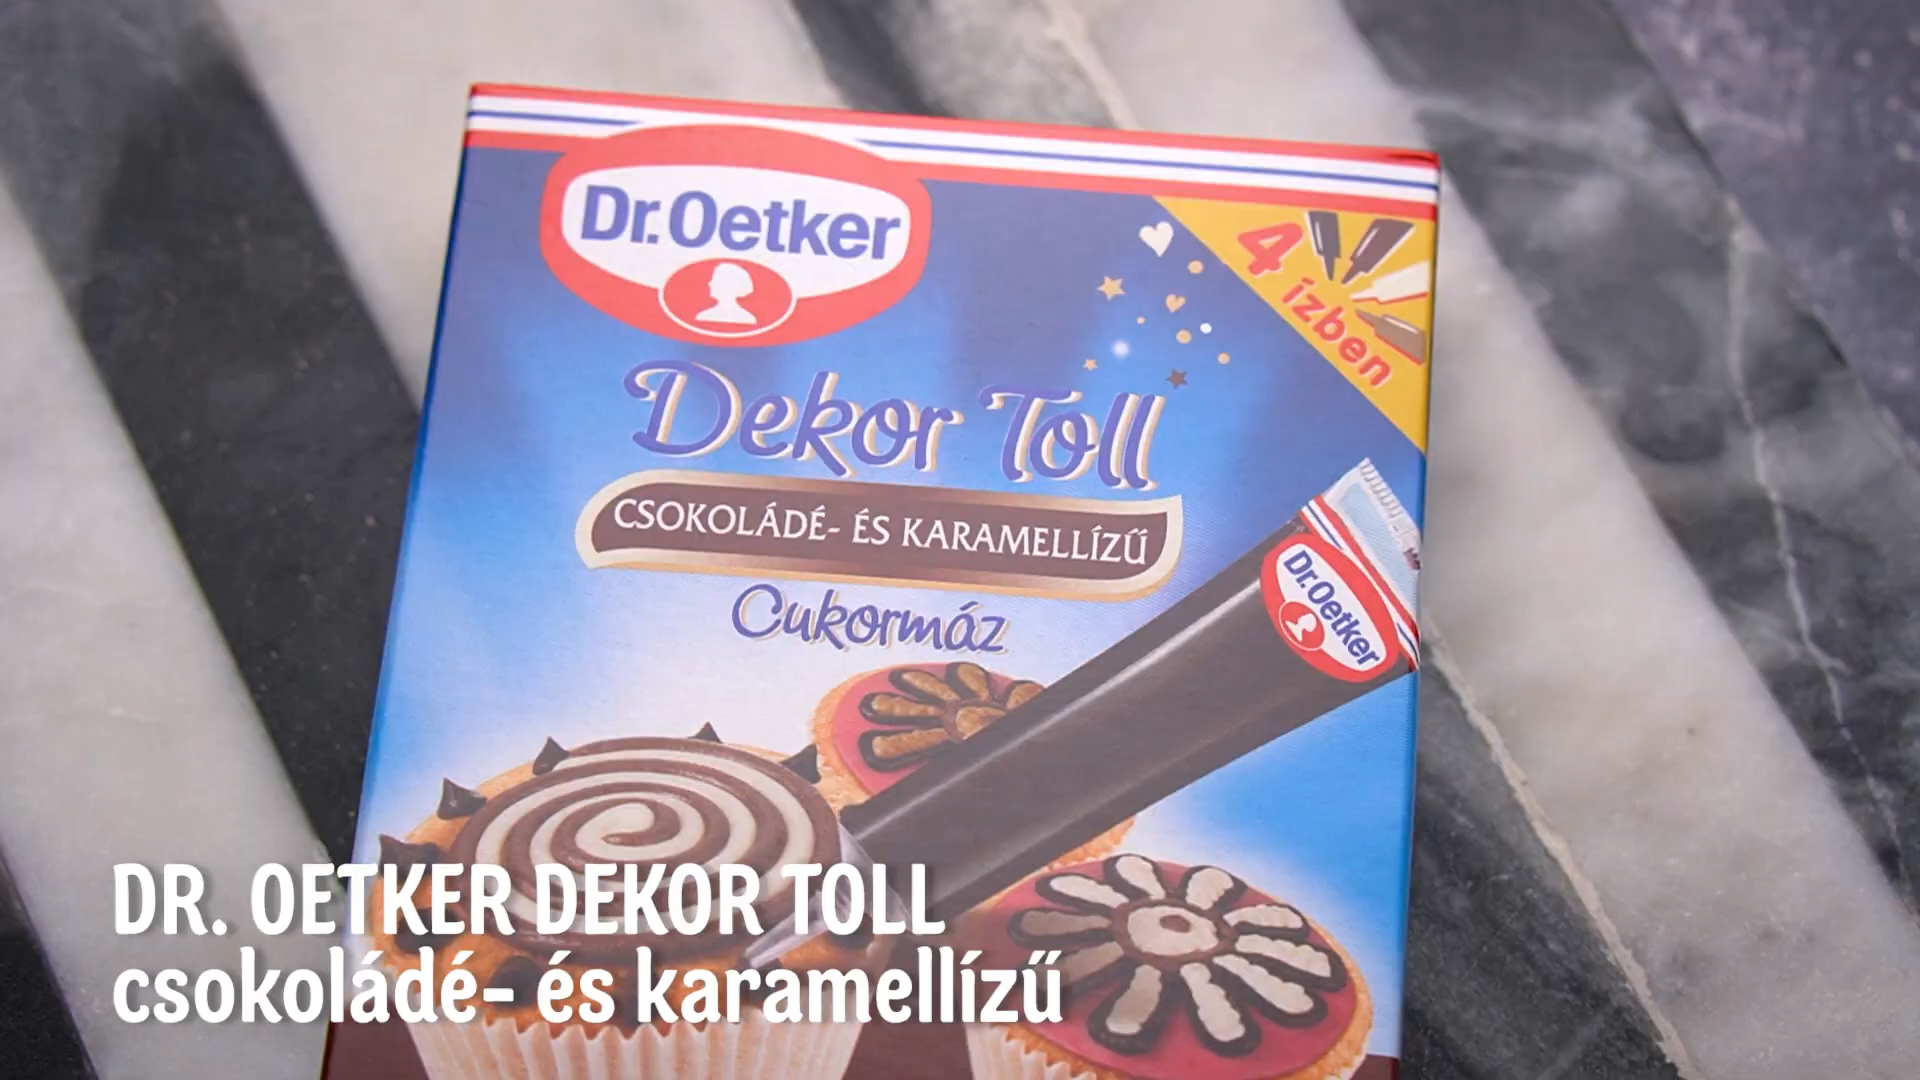 Dr.Oetker
4 ízben
Dekor Toll
CSOKOLÁDÉ- ÉS KARAMELLÍZŰ
Cukormáz
Dr.Oetker
DR. OETKER DEKOR TOLL
csokoládé- és karamellízű